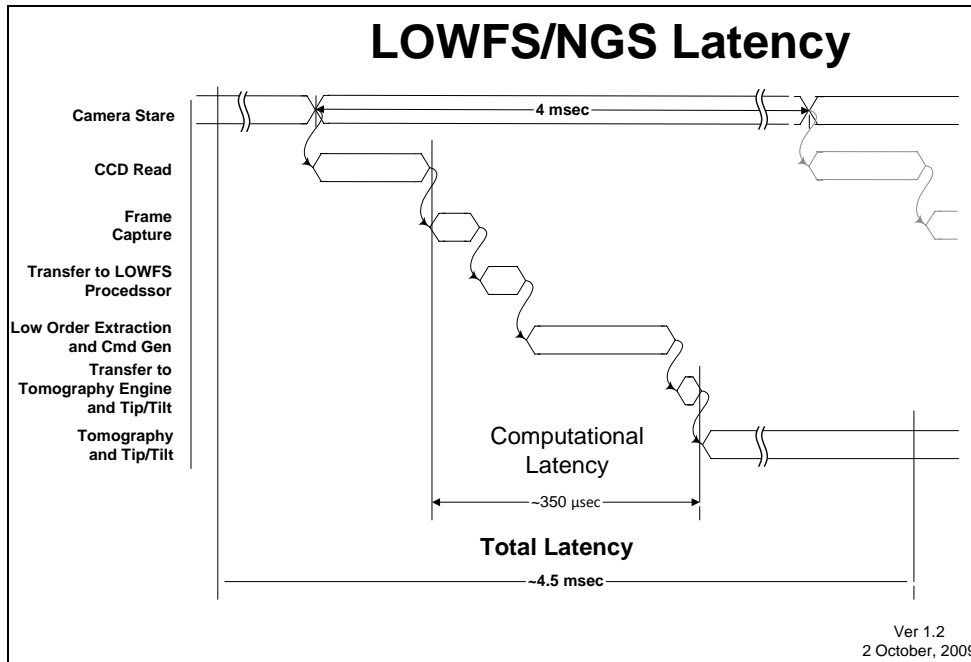 LOWFS/NGS Latency
Camera Stare
4 msec
CCD Read
Frame
Capture
Transfer to LOWFS
Procedssor
Low Order Extraction
and Cmd Gen
Transfer to
Tomography Engine
and Tip/Tilt
Tomography
and Tip/Tilt
Computational
Latency
~350 μsec
Total Latency
~4.5 msec
Ver 1.2
2 October, 2009